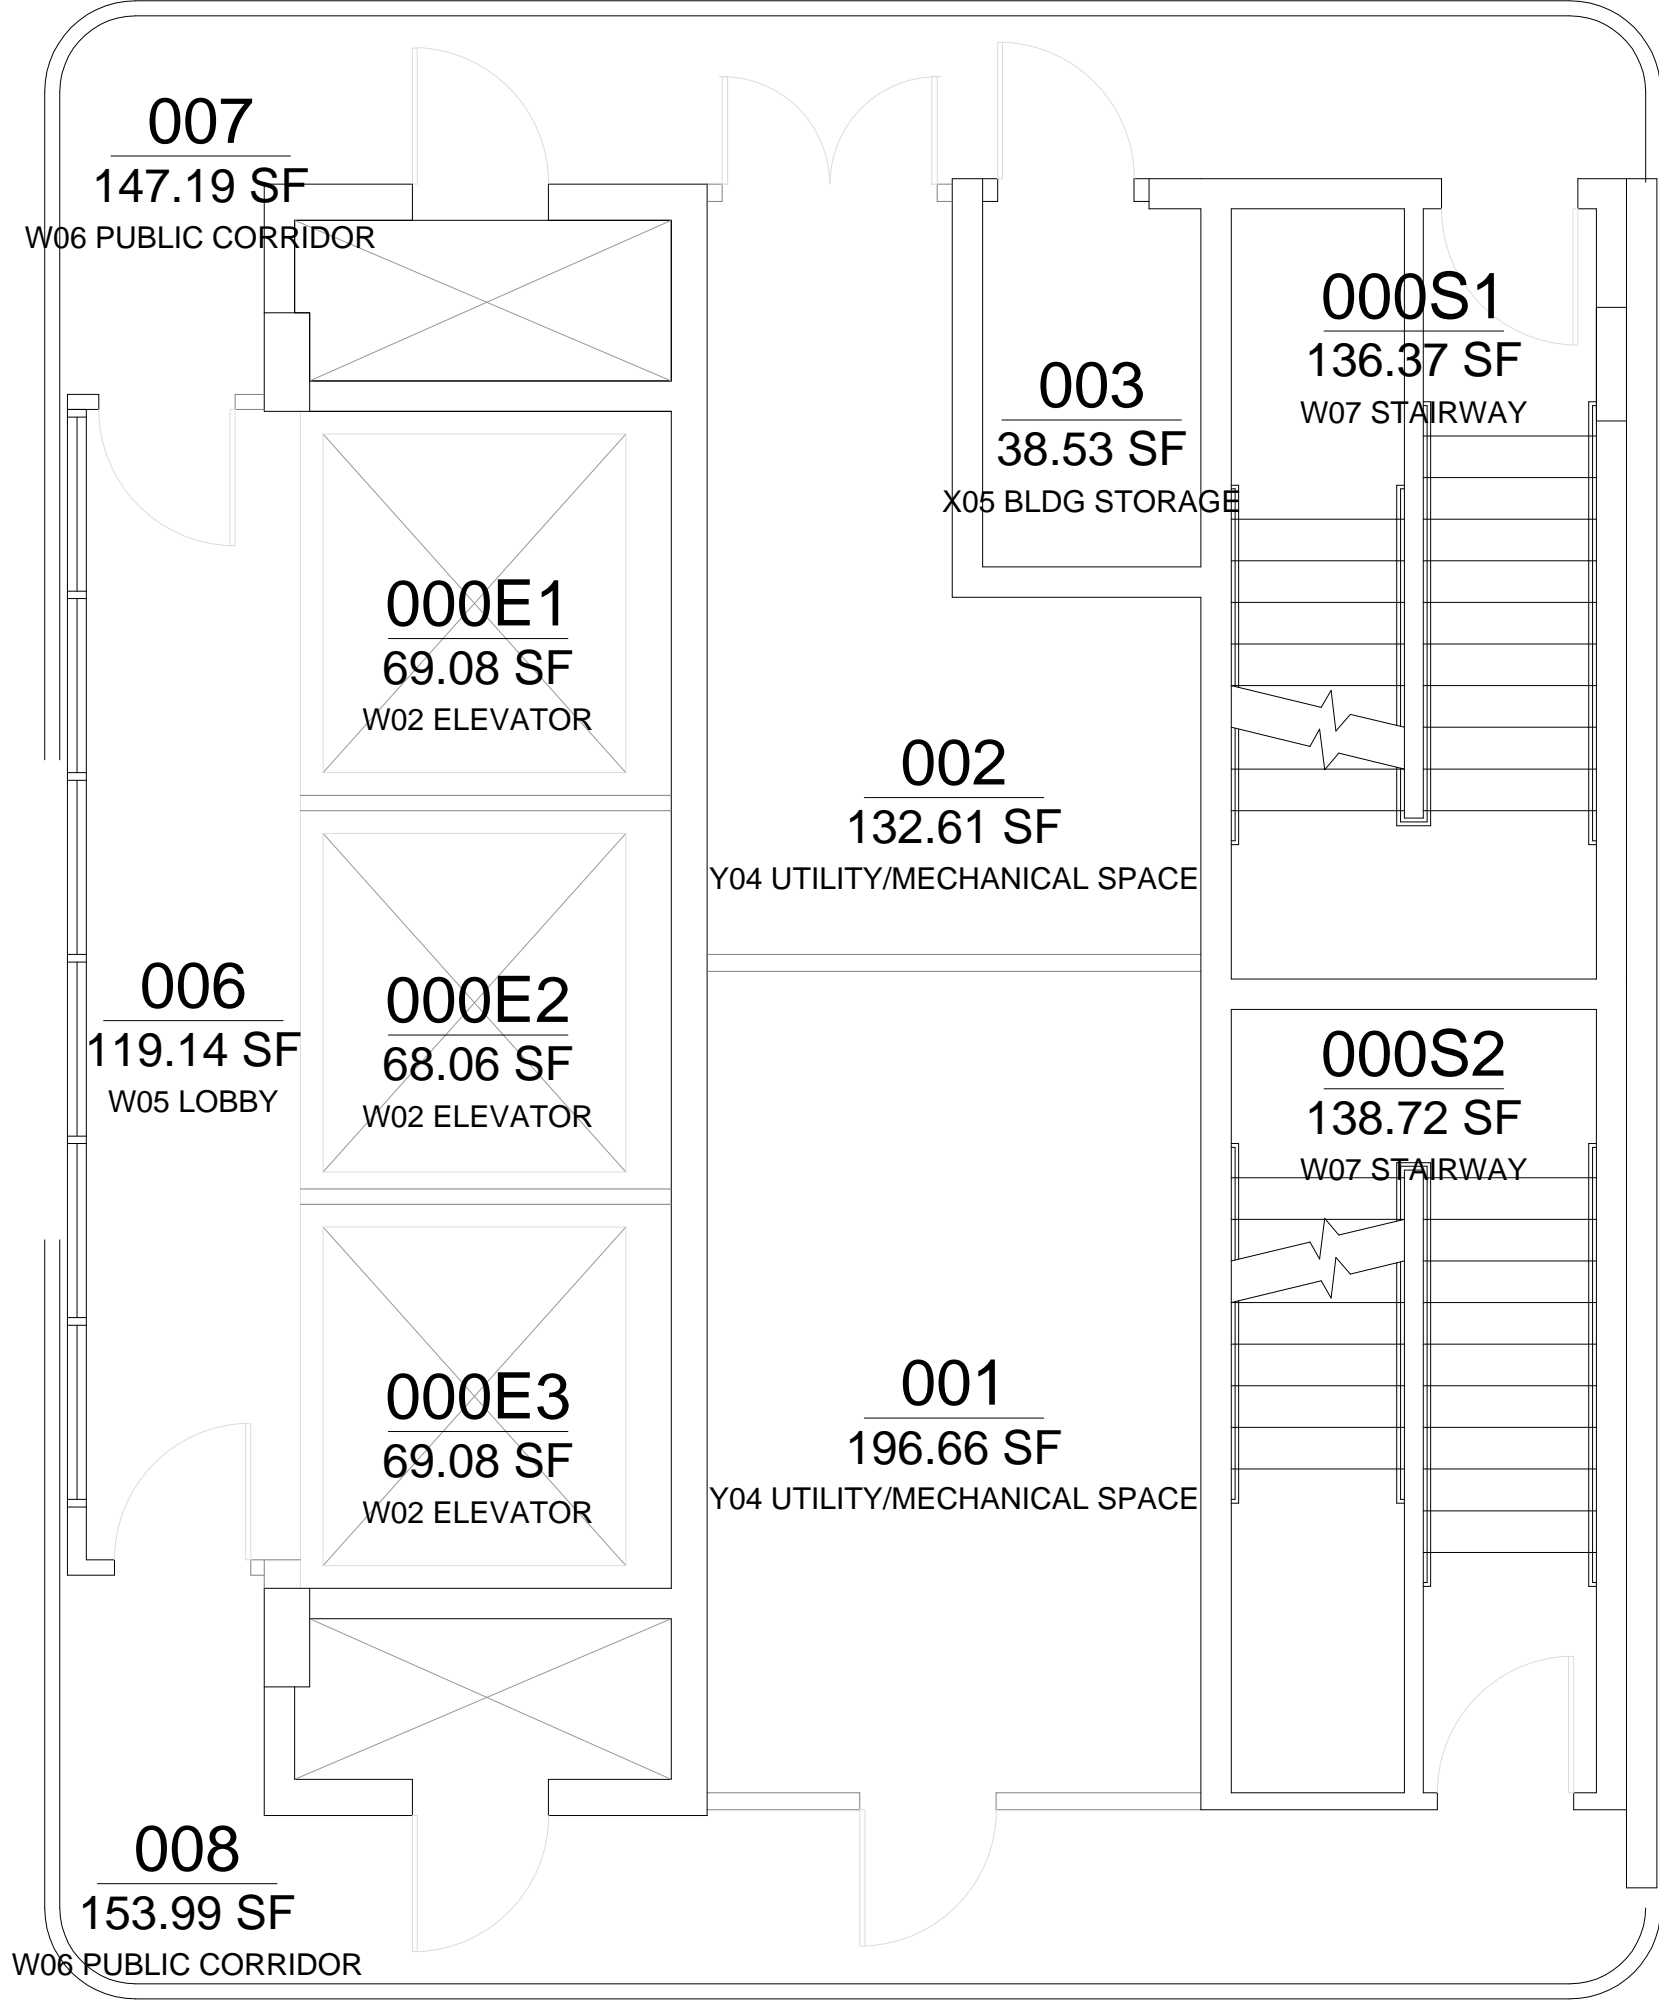 007
147.19 SF
W06 PUBLIC CORRIDOR
000S1
136.37 SF
W07 STAIRWAY
003
38.53 SF
X05 BLDG STORAGE
000E1
69.08 SF
W02 ELEVATOR
002
132.61 SF
Y04 UTILITY/MECHANICAL SPACE
006
119.14 SF
W05 LOBBY
000E2
68.06 SF
W02 ELEVATOR
000S2
138.72 SF
W07 STAIRWAY
000E3
69.08 SF
W02 ELEVATOR
001
196.66 SF
Y04 UTILITY/MECHANICAL SPACE
008
153.99 SF
W06 PUBLIC CORRIDOR